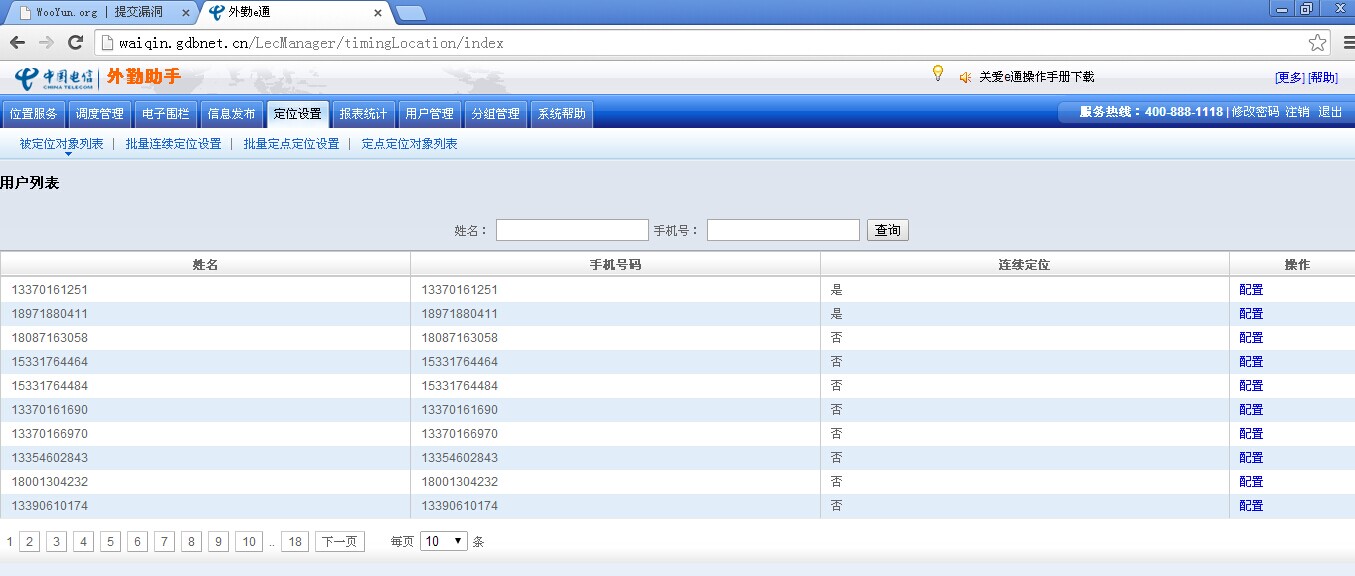 WooYun.org | 提交漏洞 × 外勤e通 ×
waiqin.gdbnet.cn/LecManager/timingLocation/index
中国电信 CHINA TELECOM 外勤助手 关爱e通操作手册下载 [更多] [帮助]
位置服务 调度管理 电子围栏 信息发布 定位设置 报表统计 用户管理 分组管理 系统帮助 服务热线：400-888-1118 | 修改密码 注销 退出
被定位对象列表 | 批量连续定位设置 | 批量定点定位设置 | 定点定位对象列表
用户列表
姓名： 手机号： 查询
姓名 手机号码 连续定位 操作
13370161251 13370161251 是 配置
18971880411 18971880411 是 配置
18087163058 18087163058 否 配置
15331764464 15331764464 否 配置
15331764484 15331764484 否 配置
13370161690 13370161690 否 配置
13370166970 13370166970 否 配置
13354602843 13354602843 否 配置
18001304232 18001304232 否 配置
13390610174 13390610174 否 配置
1 2 3 4 5 6 7 8 9 10 .. 18 下一页 每页 10 条